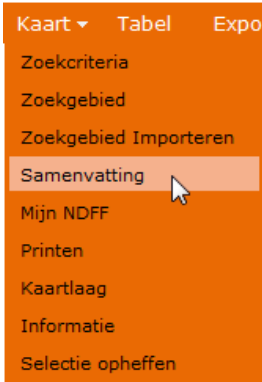 Kaart Tabel Expo
Zoekcriteria
Zoekgebied
Zoekgebied Importeren
Samenvatting
Mijn NDFF
Printen
Kaartlaag
Informatie
Selectie opheffen